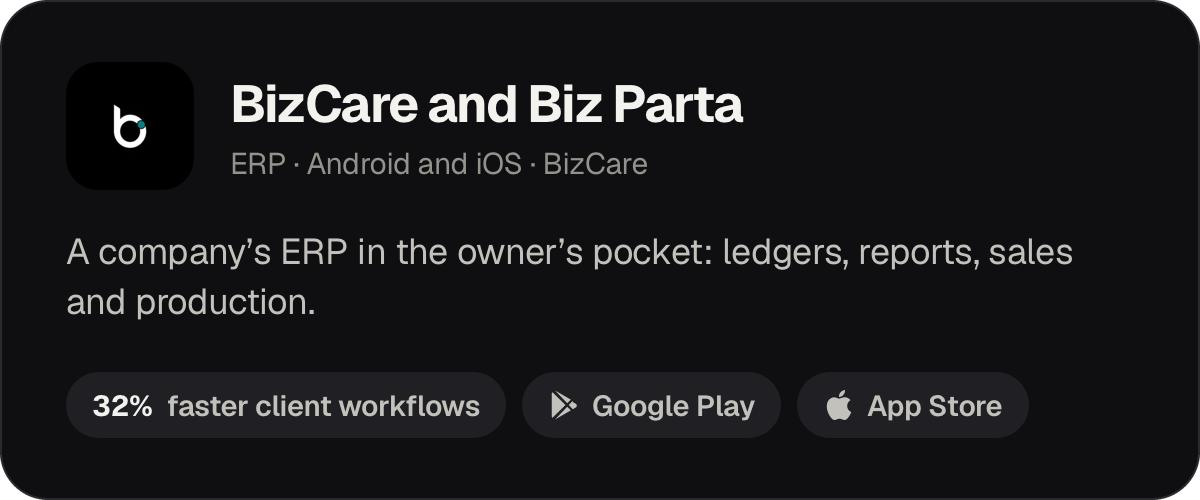 b
BizCare and Biz Parta
ERP · Android and iOS · BizCare
A company’s ERP in the owner’s pocket: ledgers, reports, sales
and production.
32% faster client workflows
Google Play
App Store